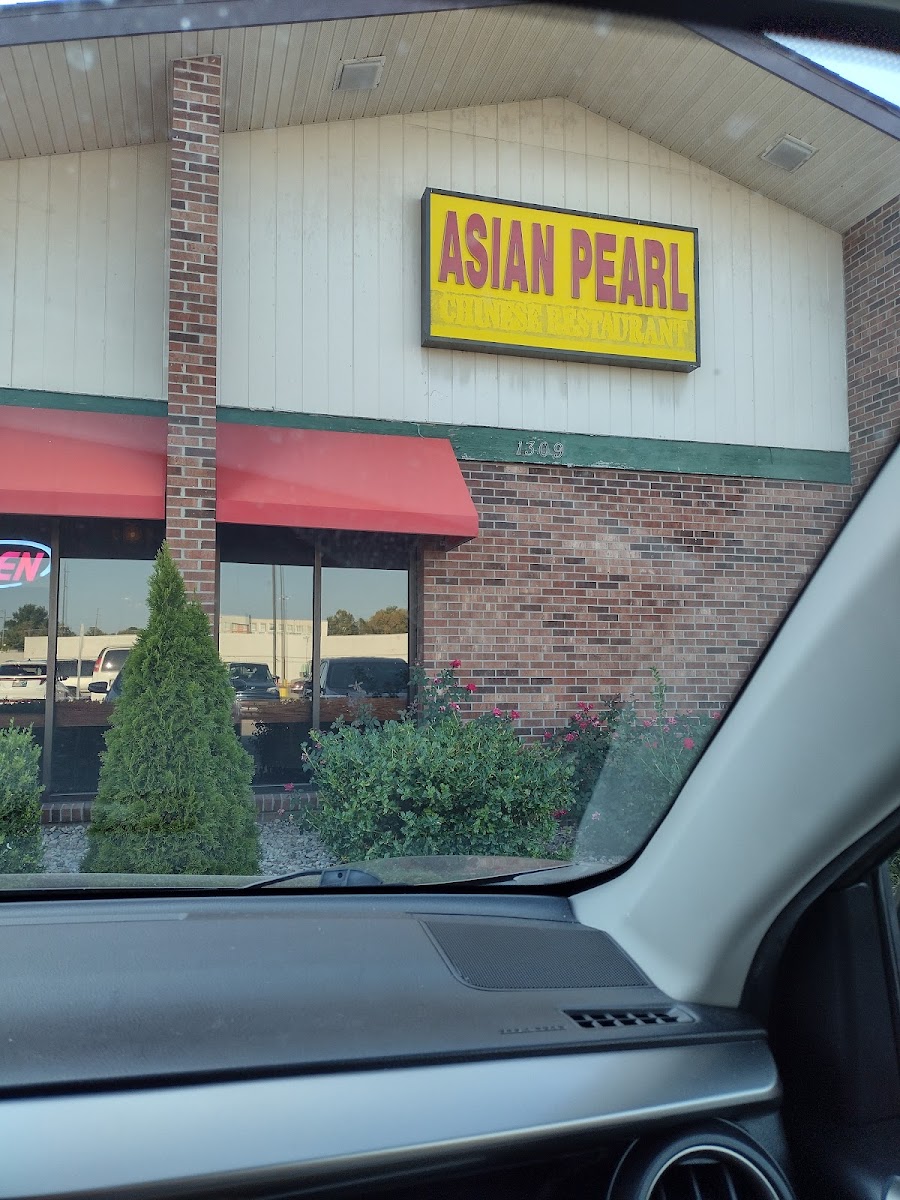 ASIAN PEARL
CHINESE RESTAURANT
1309
EN